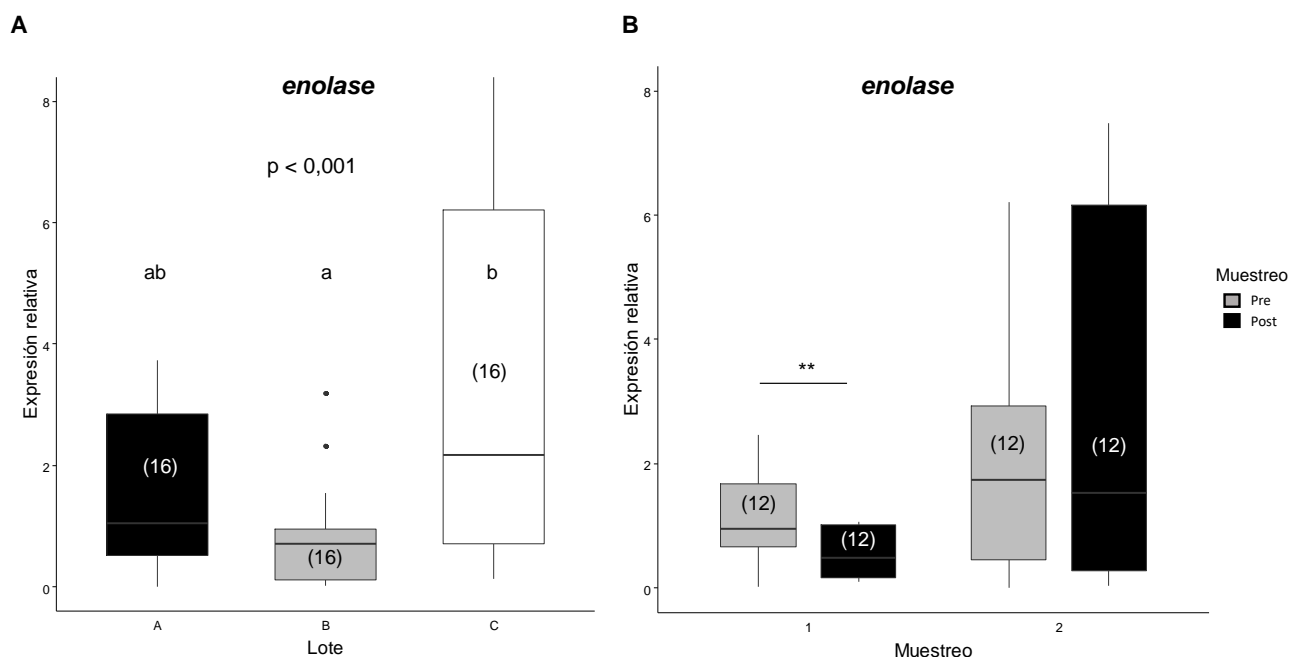 A
enolase
p < 0,001
Expresión relativa
8
6
4
2
0
ab
a
b
(16)
(16)
(16)
A
B
C
Lote
B
enolase
Expresión relativa
8
6
4
2
0
**
(12)
(12)
(12)
(12)
1
2
Muestreo
Muestreo
Pre
Post